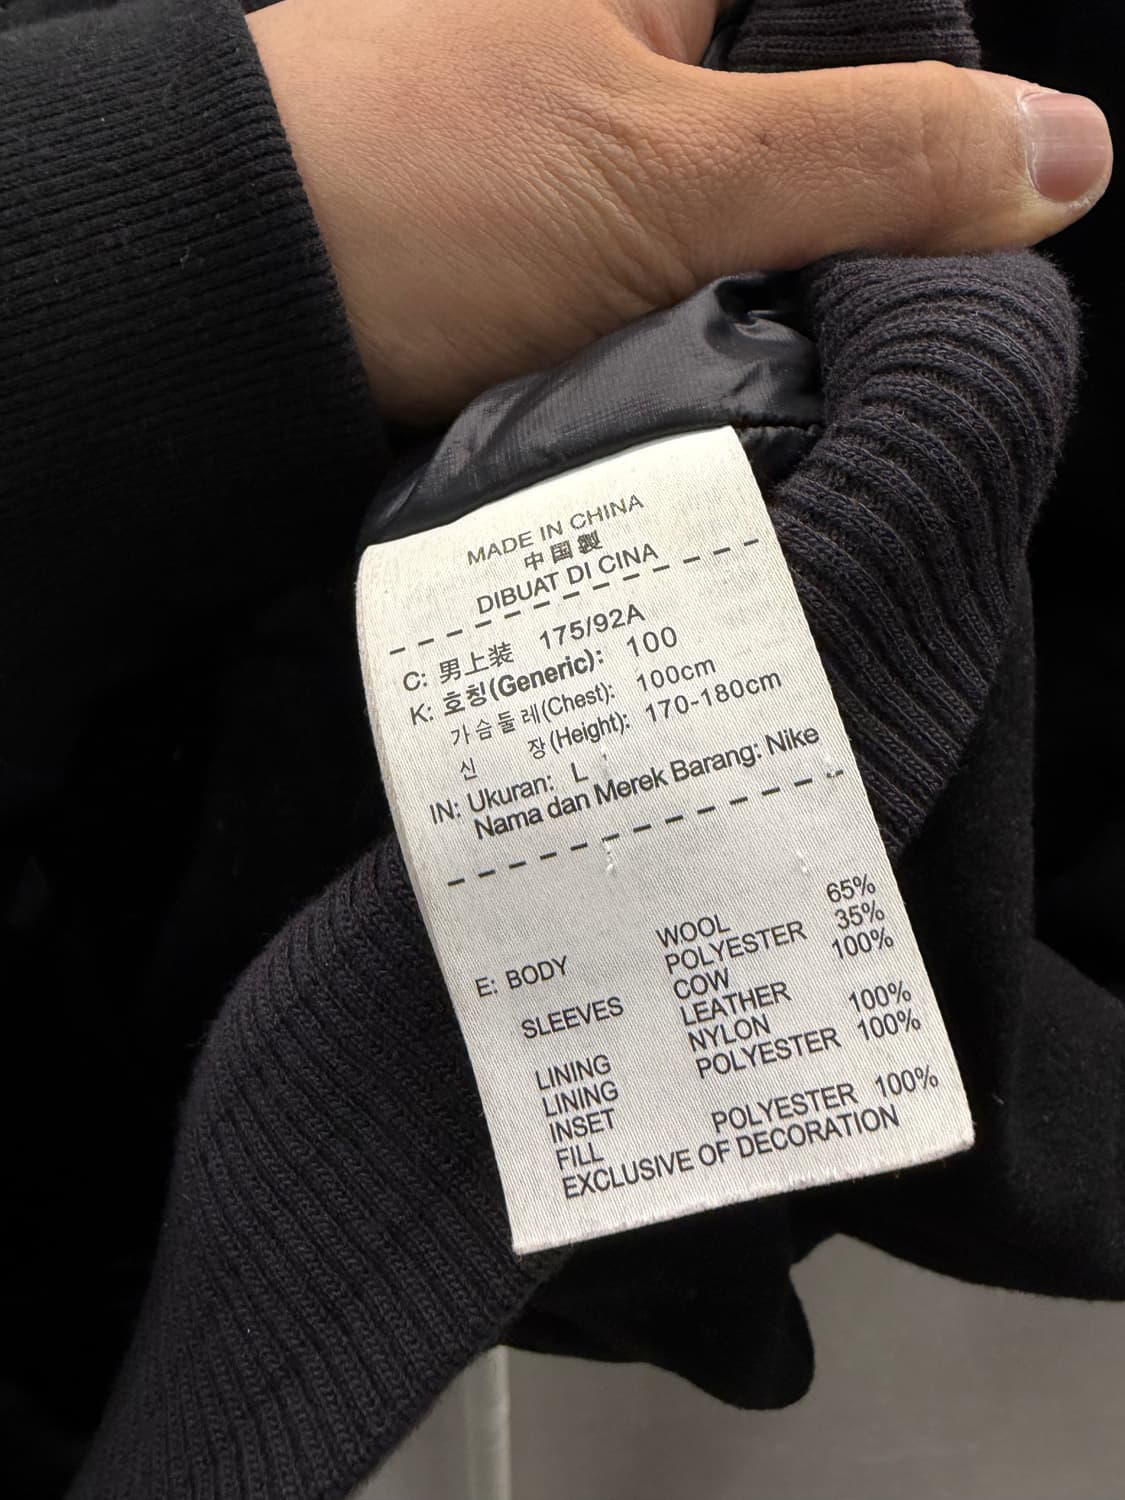 MADE IN CHINA
中国製
DIBUAT DI CINA
C: 男上装 175/92A
K: 호칭(Generic): 100
가슴둘레(Chest): 100cm
신 장(Height): 170-180cm
IN: Ukuran: L
Nama dan Merek Barang: Nike
E: BODY WOOL 65%
POLYESTER 35%
SLEEVES COW 100%
LEATHER
LINING NYLON 100%
LINING POLYESTER 100%
INSET
FILL POLYESTER 100%
EXCLUSIVE OF DECORATION